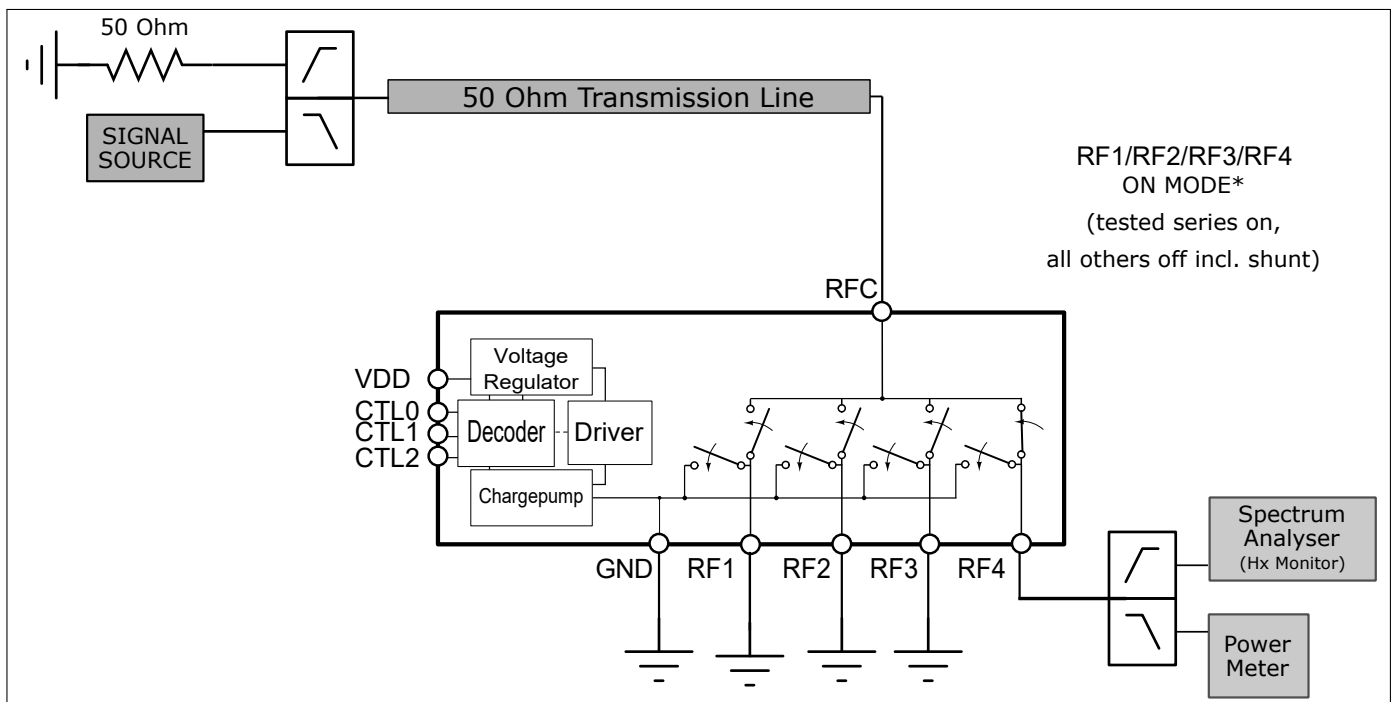 50 Ohm
50 Ohm Transmission Line
SIGNAL
SOURCE
RF1/RF2/RF3/RF4
ON MODE*
(tested series on,
all others off incl. shunt)
RFC
Voltage
Regulator
VDD
CTL0
CTL1
CTL2
Decoder
Driver
Chargepump
GND
RF1
RF2
RF3
RF4
Spectrum
Analyser
(Hx Monitor)
Power
Meter